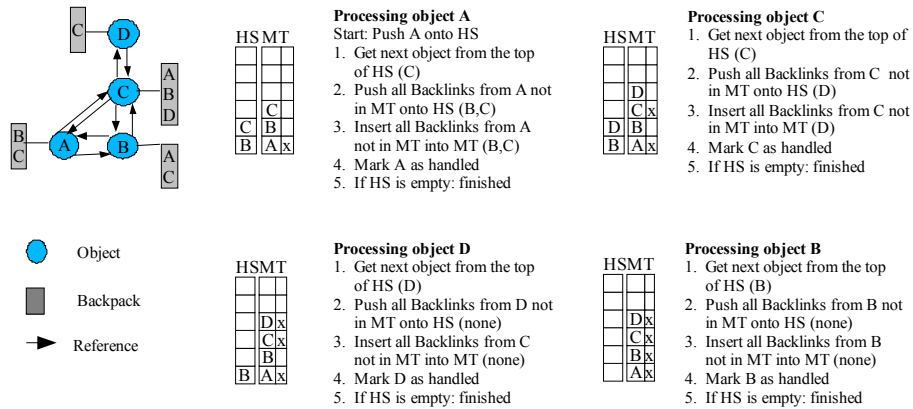 D
C
C
A
B
D
B
C
A
B
A
C
Object
Backpack
Reference
HS MT
C
C B
B A x
Processing object A
Start: Push A onto HS
1. Get next object from the top
of HS (C)
2. Push all Backlinks from A not
in MT onto HS (B,C)
3. Insert all Backlinks from A
not in MT into MT (B,C)
4. Mark A as handled
5. If HS is empty: finished
HS MT
D
C x
D B
B A x
Processing object C
1. Get next object from the top of
HS (C)
2. Push all Backlinks from C not
in MT onto HS (D)
3. Insert all Backlinks from C not
in MT into MT (D)
4. Mark C as handled
5. If HS is empty: finished
HS MT
D x
C x
B
B A x
Processing object D
1. Get next object from the top
of HS (D)
2. Push all Backlinks from D not
in MT onto HS (none)
3. Insert all Backlinks from C
not in MT into MT (none)
4. Mark D as handled
5. If HS is empty: finished
HS MT
D x
C x
B x
A x
Processing object B
1. Get next object from the top
of HS (B)
2. Push all Backlinks from B not
in MT onto HS (none)
3. Insert all Backlinks from B
not in MT into MT (none)
4. Mark B as handled
5. If HS is empty: finished